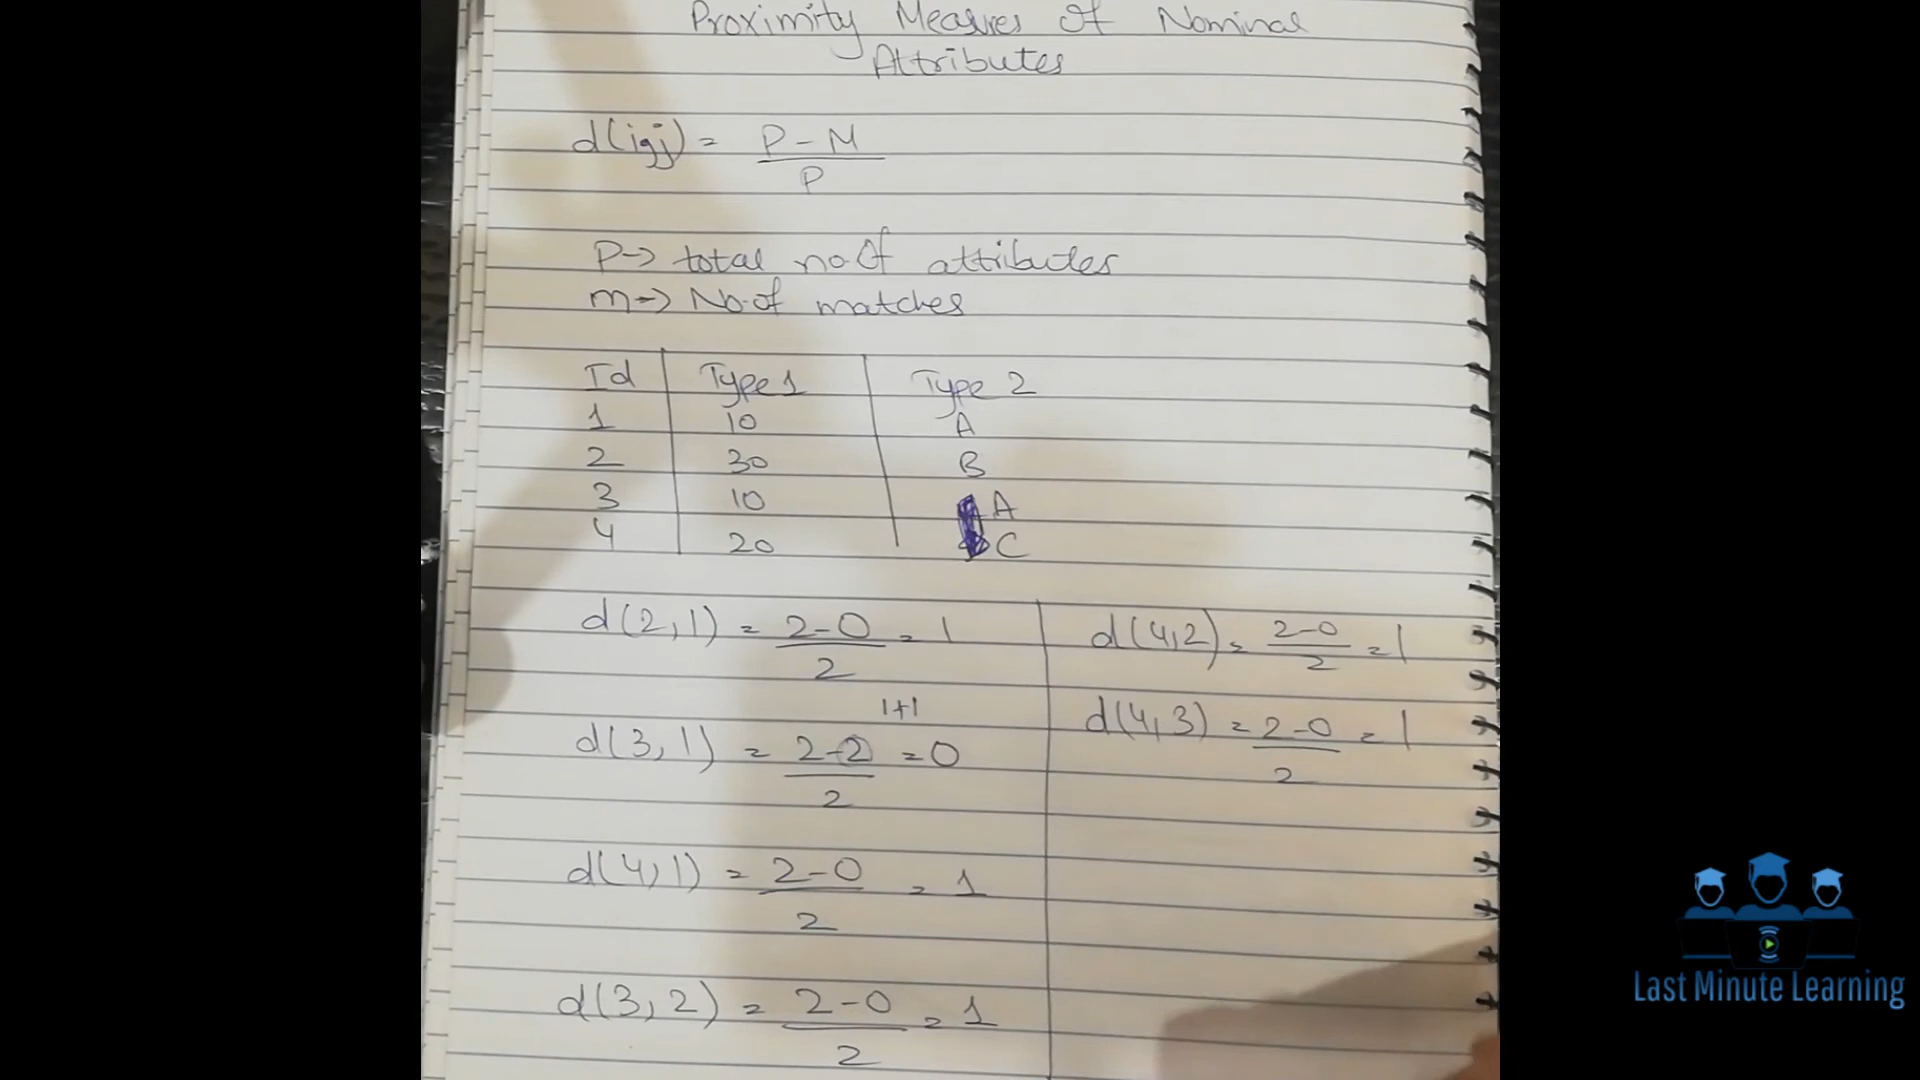 Proximity Measures Of Nominal
Attributes
d(i,j) = P - M
P
P -> total no of attributes
m -> No. of matches
Id Type 1 Type 2
1 10 A
2 30 B
3 10 A
4 20 C
d(2,1) = 2-0 = 1
2
1+1
d(3,1) = 2-2 = 0
2
d(4,1) = 2-0 = 1
2
d(3,2) = 2-0 = 1
2
d(4,2) = 2-0 = 1
2
d(4,3) = 2-0 = 1
2
Last Minute Learning